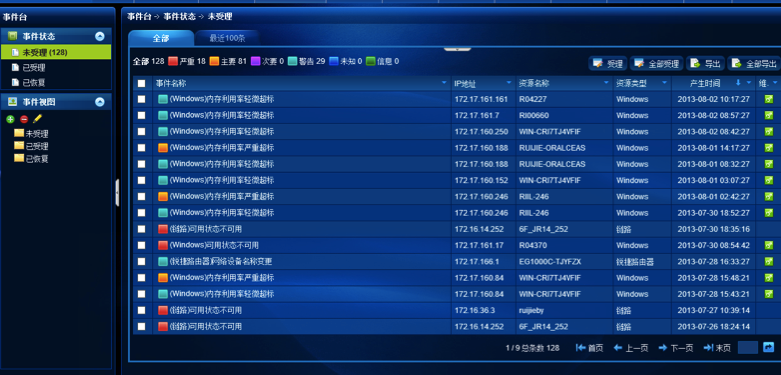 事件台
事件台 -> 事件状态 -> 未受理
事件状态
未受理 (128)
已受理
已恢复
事件视图
未受理
已受理
已恢复
全部 最近100条
全部 128 严重 18 主要 81 次要 0 警告 29 未知 0 信息 0
受理 全部受理 导出 全部导出
事件名称 IP地址 资源名称 资源类型 产生时间 维.
(Windows)内存利用率轻微超标 172.17.161.161 R04227 Windows 2013-08-02 10:17:27
(Windows)内存利用率轻微超标 172.17.161.7 RI00660 Windows 2013-08-02 08:57:27
(Windows)内存利用率轻微超标 172.17.160.250 WIN-CRI7TJ4VFIF Windows 2013-08-02 08:42:27
(Windows)内存利用率严重超标 172.17.160.188 RUIJIE-ORALCEAS Windows 2013-08-01 14:17:27
(Windows)内存利用率轻微超标 172.17.160.188 RUIJIE-ORALCEAS Windows 2013-08-01 08:32:27
(Windows)内存利用率轻微超标 172.17.160.152 WIN-CRI7TJ4VFIF Windows 2013-08-01 03:07:27
(Windows)内存利用率严重超标 172.17.160.246 RIIL-246 Windows 2013-08-01 02:42:27
(Windows)内存利用率轻微超标 172.17.160.246 RIIL-246 Windows 2013-07-30 18:52:27
(链路)可用状态不可用 172.16.14.252 6F_JR14_252 链路 2013-07-30 18:35:16
(Windows)可用状态不可用 172.17.161.17 R04370 Windows 2013-07-30 08:54:42
(锐捷路由器)网络设备名称变更 172.17.166.1 EG1000C-TJYFZX 锐捷路由器 2013-07-28 16:33:27
(Windows)内存利用率严重超标 172.17.160.84 WIN-CRI7TJ4VFIF Windows 2013-07-28 15:48:21
(Windows)内存利用率轻微超标 172.17.160.84 WIN-CRI7TJ4VFIF Windows 2013-07-28 15:43:21
(链路)可用状态不可用 172.16.36.3 ruijieby 链路 2013-07-27 10:39:14
(链路)可用状态不可用 172.16.14.252 6F_JR14_252 链路 2013-07-26 18:24:14
1 / 9 总条数 128 首页 上一页 下一页 末页